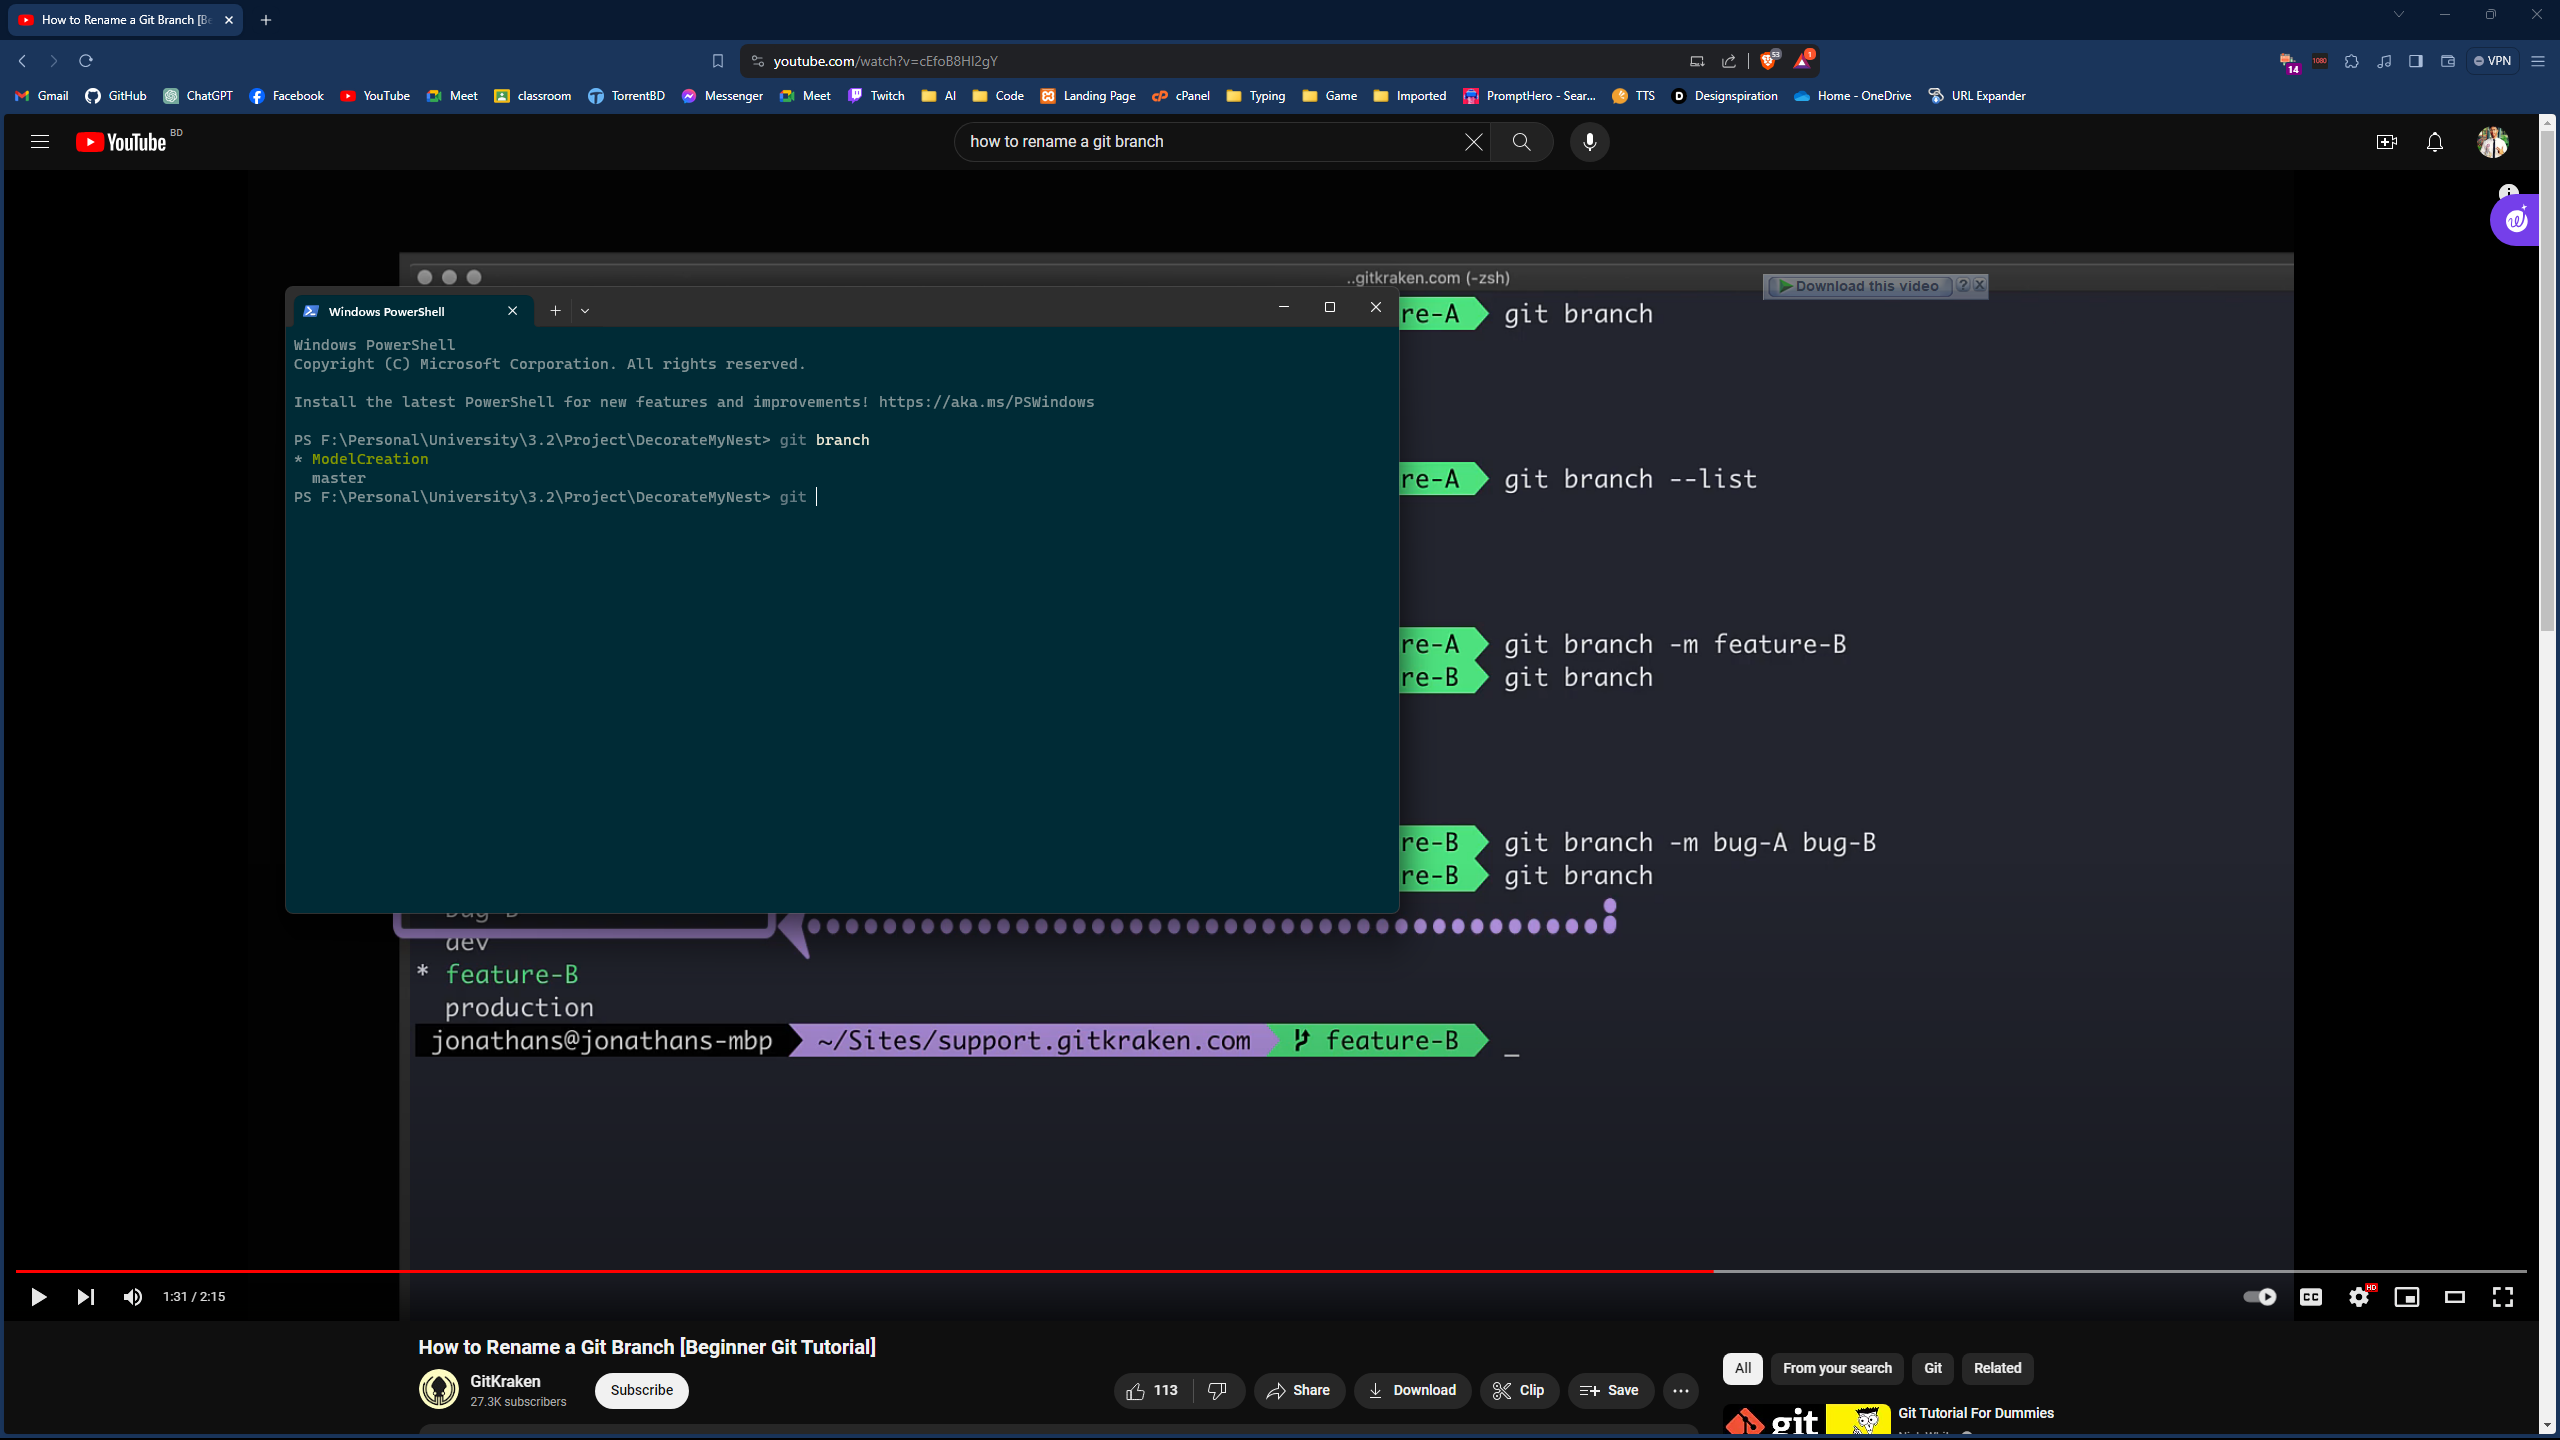 How to Rename a Git Branch [Be
youtube.com/watch?v=cEfoB8Hl2gY
53
1
14
1080
VPN
Gmail GitHub ChatGPT Facebook YouTube Meet classroom TorrentBD Messenger Meet Twitch AI Code Landing Page cPanel Typing Game Imported PromptHero - Sear... TTS Designspiration Home - OneDrive URL Expander
YouTube BD
how to rename a git branch
..gitkraken.com (-zsh)
Download this video ? X
Windows PowerShell
Windows PowerShell
Copyright (C) Microsoft Corporation. All rights reserved.
Install the latest PowerShell for new features and improvements! https://aka.ms/PSWindows
PS F:\Personal\University\3.2\Project\DecorateMyNest> git branch
* ModelCreation
master
PS F:\Personal\University\3.2\Project\DecorateMyNest> git
re-A git branch
re-A git branch --list
re-A git branch -m feature-B
re-B git branch
re-B git branch -m bug-A bug-B
re-B git branch
dev
* feature-B
production
jonathans@jonathans-mbp ~/Sites/support.gitkraken.com feature-B _
1:31 / 2:15
CC
HD
How to Rename a Git Branch [Beginner Git Tutorial]
GitKraken
27.3K subscribers
Subscribe
113
Share
Download
Clip
Save
All From your search Git Related
git
Git Tutorial For Dummies